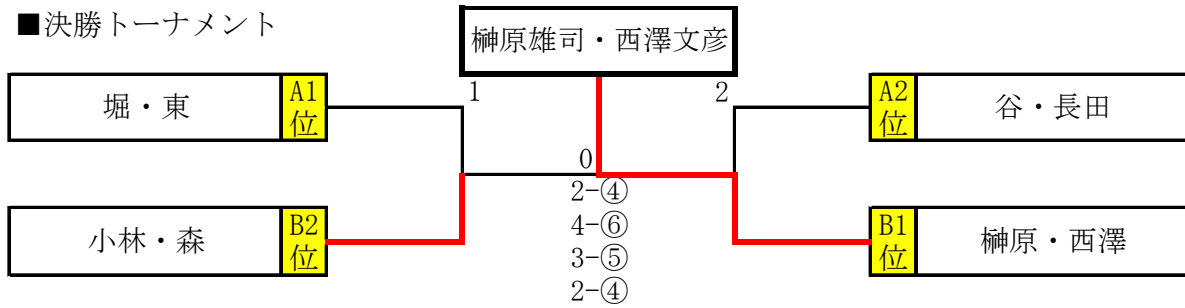 ■決勝トーナメント
榊原雄司・西澤文彦
堀・東
A1
位
1
2
A2
位
谷・長田
0
2-④
4-⑥
3-⑤
2-④
小林・森
B2
位
B1
位
榊原・西澤